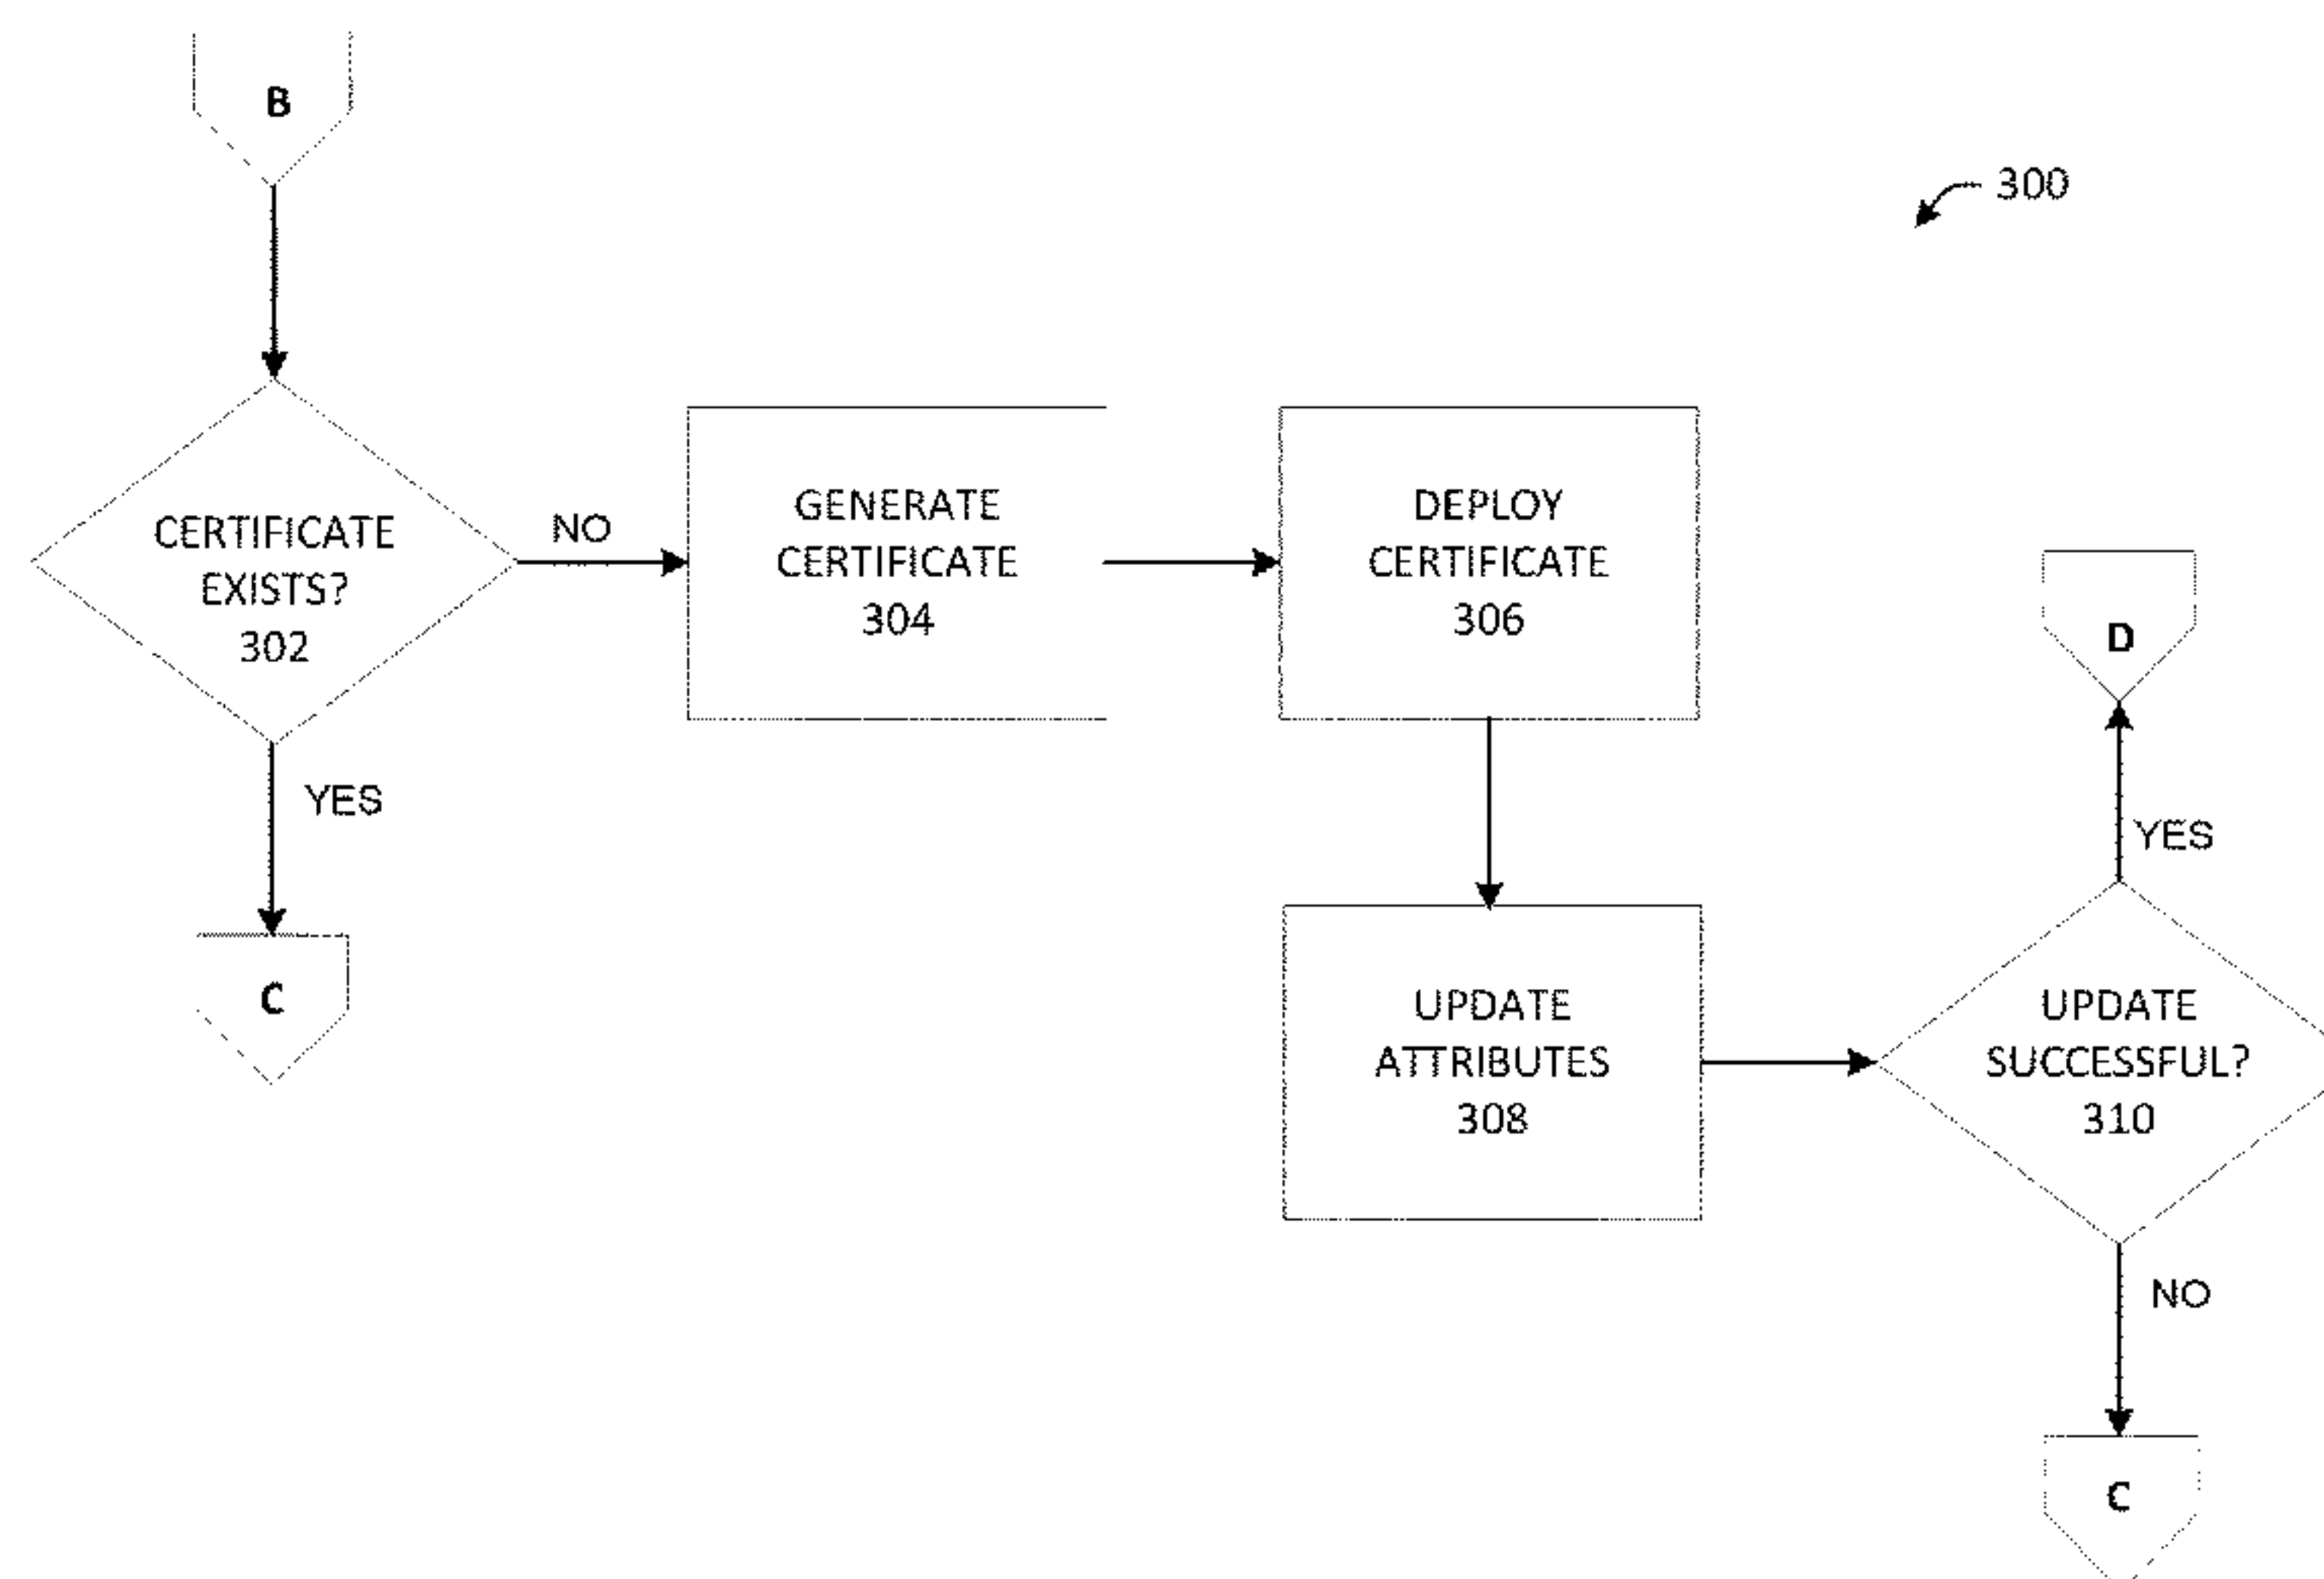 B
300
CERTIFICATE
EXISTS?
302
NO
GENERATE
CERTIFICATE
304
DEPLOY
CERTIFICATE
306
D
YES
YES
C
UPDATE
ATTRIBUTES
308
UPDATE
SUCCESSFUL?
310
NO
C